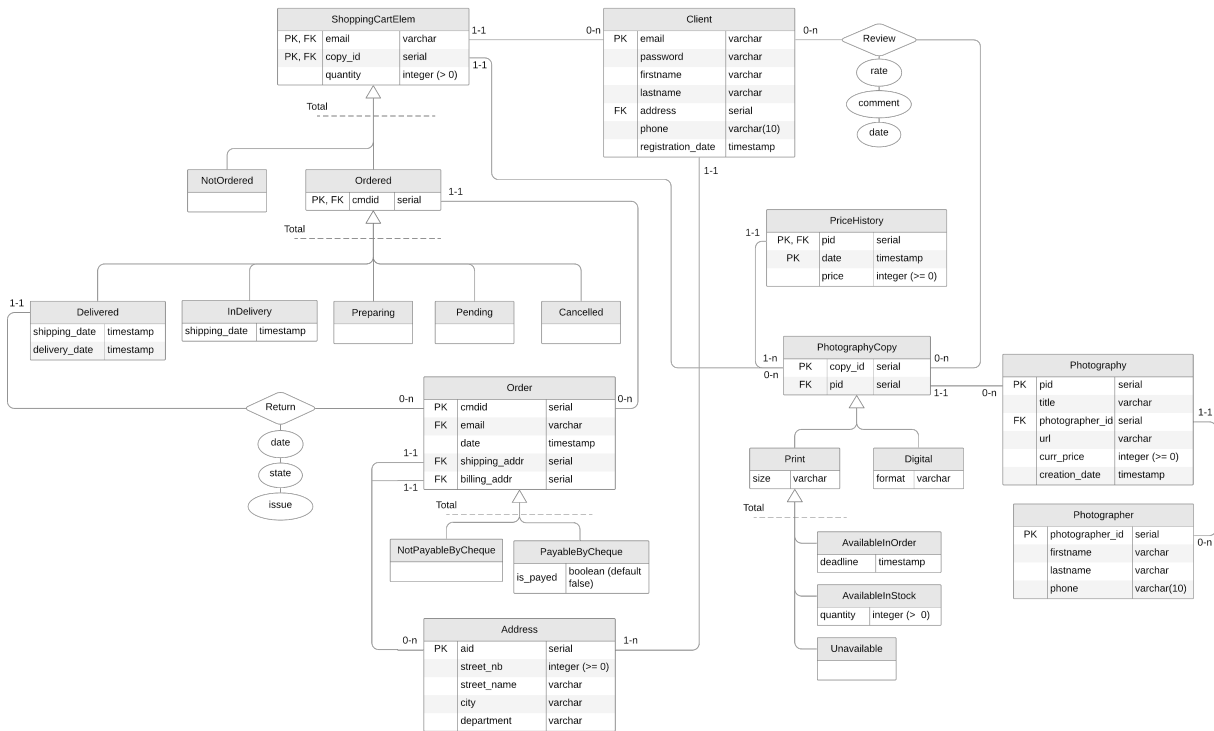 ShoppingCartElem
PK, FK email varchar
PK, FK copy_id serial
quantity integer (> 0)
1-1
1-1
0-n
Client
PK email varchar
password varchar
firstname varchar
lastname varchar
FK address serial
phone varchar(10)
registration_date timestamp
0-n
1-1
Review
rate
comment
date
Total
NotOrdered
Ordered
PK, FK cmdid serial
1-1
Total
PriceHistory
PK, FK pid serial
PK date timestamp
price integer (>= 0)
1-1
1-1
Delivered
shipping_date timestamp
delivery_date timestamp
InDelivery
shipping_date timestamp
Preparing
Pending
Cancelled
PhotographyCopy
PK copy_id serial
FK pid serial
1-n
0-n
0-n
1-1
0-n
Photography
PK pid serial
title varchar
FK photographer_id serial
url varchar
curr_price integer (>= 0)
creation_date timestamp
1-1
Return
date
state
issue
0-n
Order
PK cmdid serial
FK email varchar
date timestamp
FK shipping_addr serial
FK billing_addr serial
0-n
1-1
1-1
Print
size varchar
Digital
format varchar
Total
Total
NotPayableByCheque
PayableByCheque
is_payed boolean (default
false)
AvailableInOrder
deadline timestamp
AvailableInStock
quantity integer (> 0)
Unavailable
Photographer
PK photographer_id serial
firstname varchar
lastname varchar
phone varchar(10)
0-n
Address
PK aid serial
street_nb integer (>= 0)
street_name varchar
city varchar
department varchar
0-n
1-n